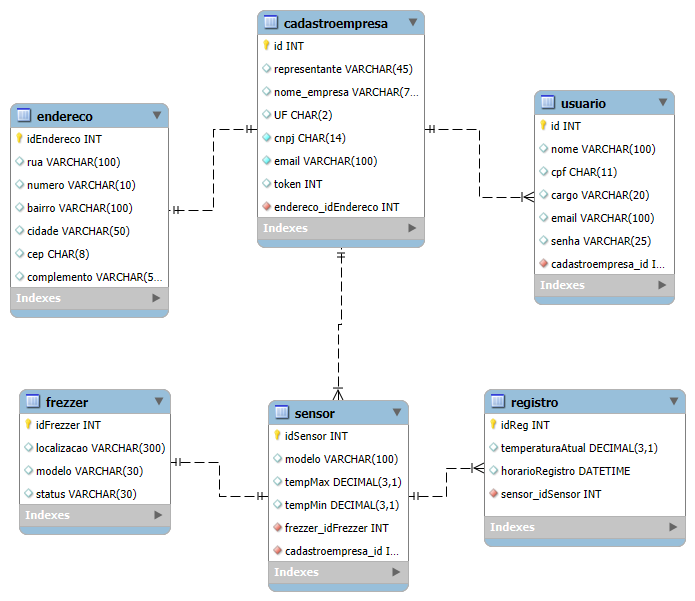 cadastroempresa
id INT
representante VARCHAR(45)
nome_empresa VARCHAR(7...
UF CHAR(2)
cnpj CHAR(14)
email VARCHAR(100)
token INT
endereco_idEndereco INT
Indexes
endereco
idEndereco INT
rua VARCHAR(100)
numero VARCHAR(10)
bairro VARCHAR(100)
cidade VARCHAR(50)
cep CHAR(8)
complemento VARCHAR(5...
Indexes
usuario
id INT
nome VARCHAR(100)
cpf CHAR(11)
cargo VARCHAR(20)
email VARCHAR(100)
senha VARCHAR(25)
cadastroempresa_id I...
Indexes
frezzer
idFrezzer INT
localizacao VARCHAR(300)
modelo VARCHAR(30)
status VARCHAR(30)
Indexes
sensor
idSensor INT
modelo VARCHAR(100)
tempMax DECIMAL(3,1)
tempMin DECIMAL(3,1)
frezzer_idFrezzer INT
cadastroempresa_id I...
Indexes
registro
idReg INT
temperaturaAtual DECIMAL(3,1)
horarioRegistro DATETIME
sensor_idSensor INT
Indexes